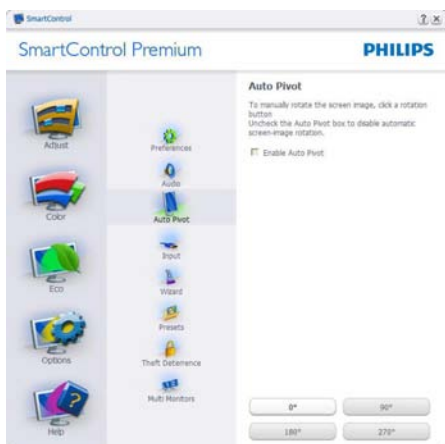 SmartControl
SmartControl Premium
PHILIPS
Adjust
Color
Eco
Options
Help
Preferences
Audio
Auto Pivot
Input
Wizard
Presets
Theft Deterrence
Multi Monitors
Auto Pivot
To manually rotate the screen image, click a rotation
button
Uncheck the Auto Pivot box to disable automatic
screen-image rotation.
Enable Auto Pivot
0°
90°
180°
270°